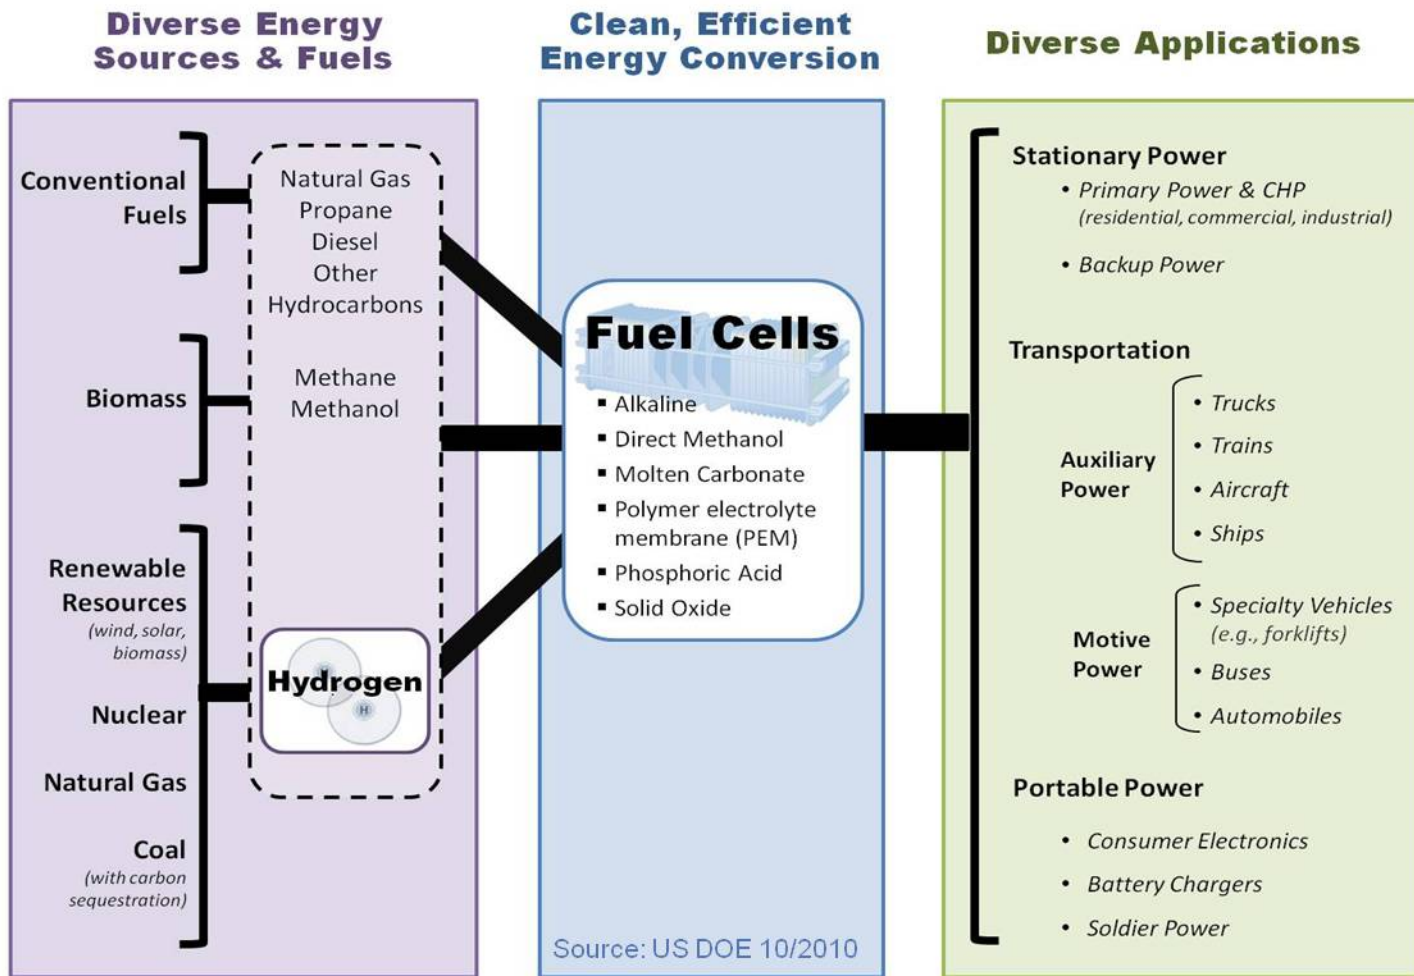 Diverse Energy
Sources & Fuels
Conventional
Fuels
Natural Gas
Propane
Diesel
Other
Hydrocarbons
Biomass
Methane
Methanol
Renewable
Resources
(wind, solar,
biomass)
Nuclear
Natural Gas
Coal
(with carbon
sequestration)
H
Hydrogen
H
Clean, Efficient
Energy Conversion
Fuel Cells
▪ Alkaline
▪ Direct Methanol
▪ Molten Carbonate
▪ Polymer electrolyte
membrane (PEM)
▪ Phosphoric Acid
▪ Solid Oxide
Source: US DOE 10/2010
Diverse Applications
Stationary Power
• Primary Power & CHP
(residential, commercial, industrial)
• Backup Power
Transportation
Auxiliary
Power
• Trucks
• Trains
• Aircraft
• Ships
Motive
Power
• Specialty Vehicles
(e.g., forklifts)
• Buses
• Automobiles
Portable Power
• Consumer Electronics
• Battery Chargers
• Soldier Power